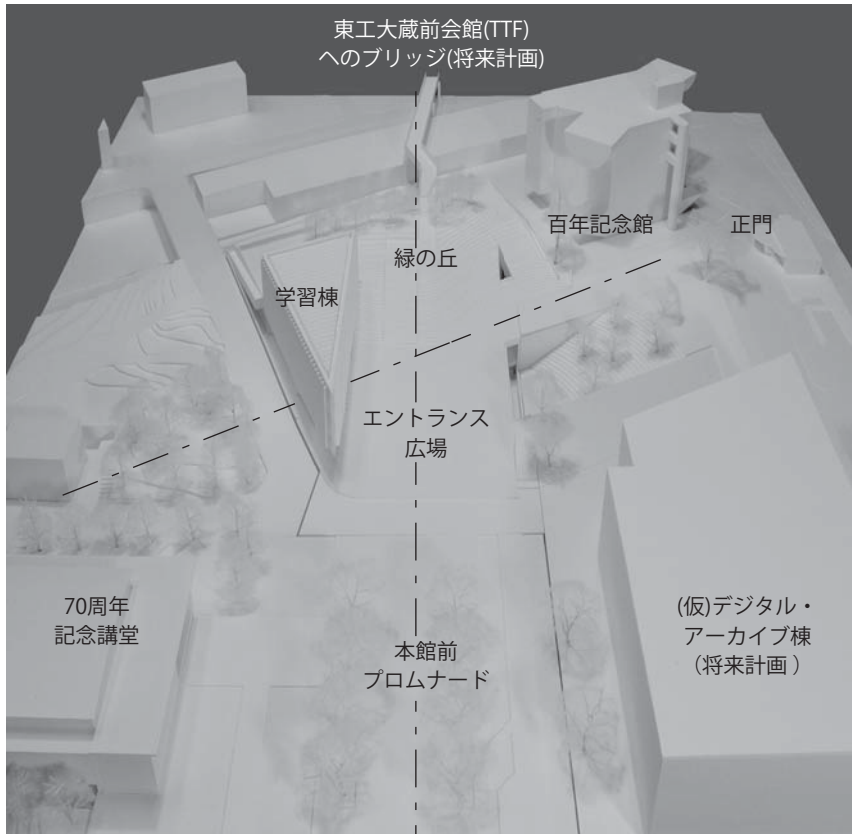 東工大蔵前会館(TTF)
へのブリッジ(将来計画)
百年記念館
正門
緑の丘
学習棟
エントランス
広場
70周年
記念講堂
(仮)デジタル・
アーカイブ棟
(将来計画)
本館前
プロムナード